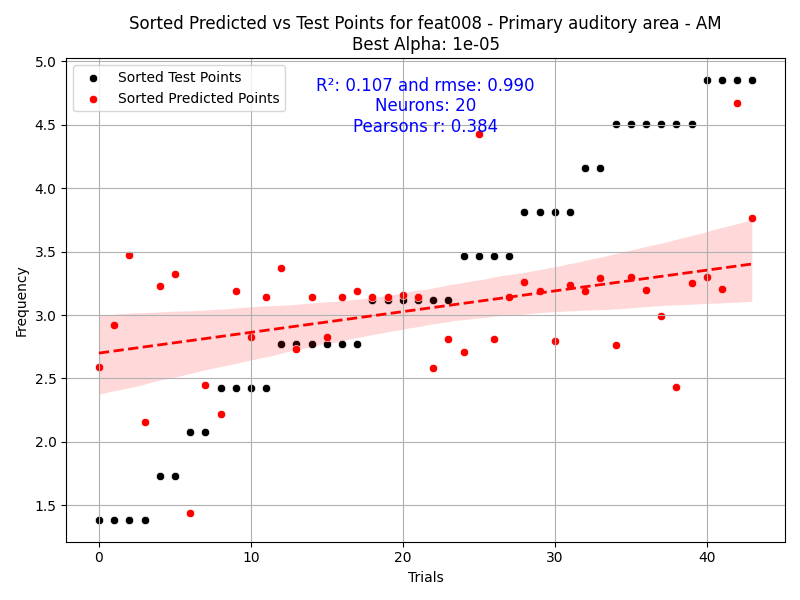 Sorted Predicted vs Test Points for feat008 - Primary auditory area - AM
Best Alpha: 1e-05
Sorted Test Points
Sorted Predicted Points
R²: 0.107 and rmse: 0.990
Neurons: 20
Pearsons r: 0.384
Frequency
5.0
4.5
4.0
3.5
3.0
2.5
2.0
1.5
0
10
20
30
40
Trials